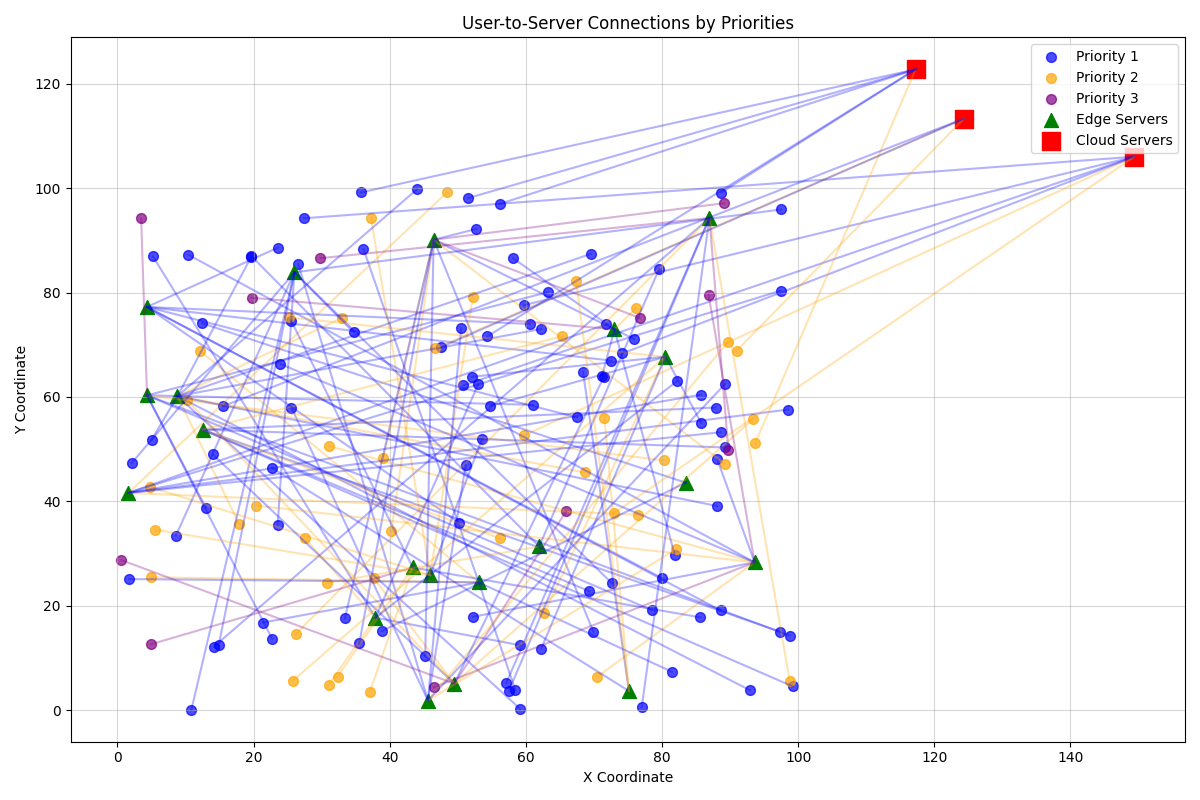 User-to-Server Connections by Priorities
Priority 1
Priority 2
Priority 3
Edge Servers
Cloud Servers
120
100
80
60
40
20
0
Y Coordinate
0 20 40 60 80 100 120 140
X Coordinate